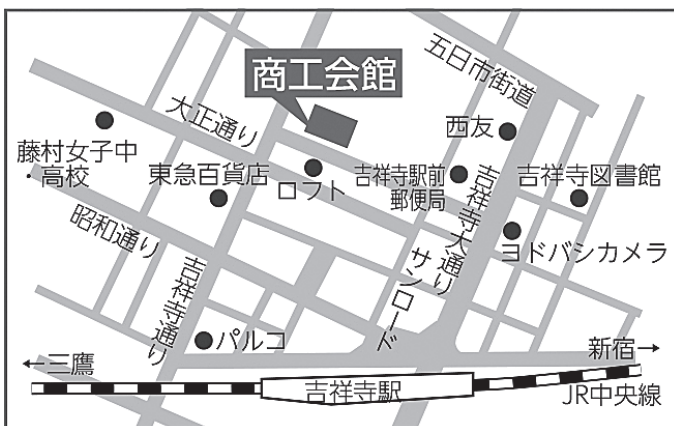 五日市街道
商工会館
大正通り
西友
藤村女子中
・高校
東急百貨店
ロフト
吉祥寺駅前
郵便局
吉祥寺図書館
昭和通り
吉祥寺大通り
ヨドバシカメラ
サンロード
吉祥寺通り
パルコ
←三鷹
新宿→
吉祥寺駅
JR中央線